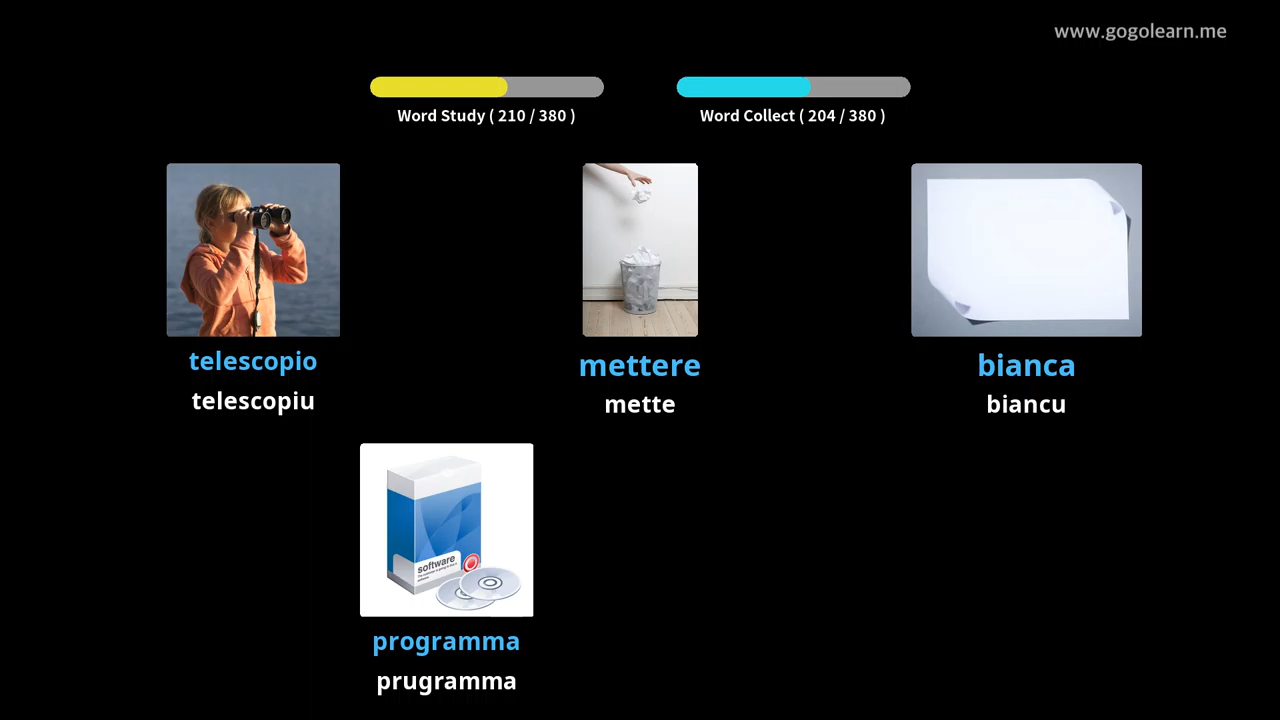 www.gogolearn.me
Word Study ( 210 / 380 )
Word Collect ( 204 / 380 )
telescopio
telescopiu
mettere
mette
bianca
biancu
software
programma
prugramma